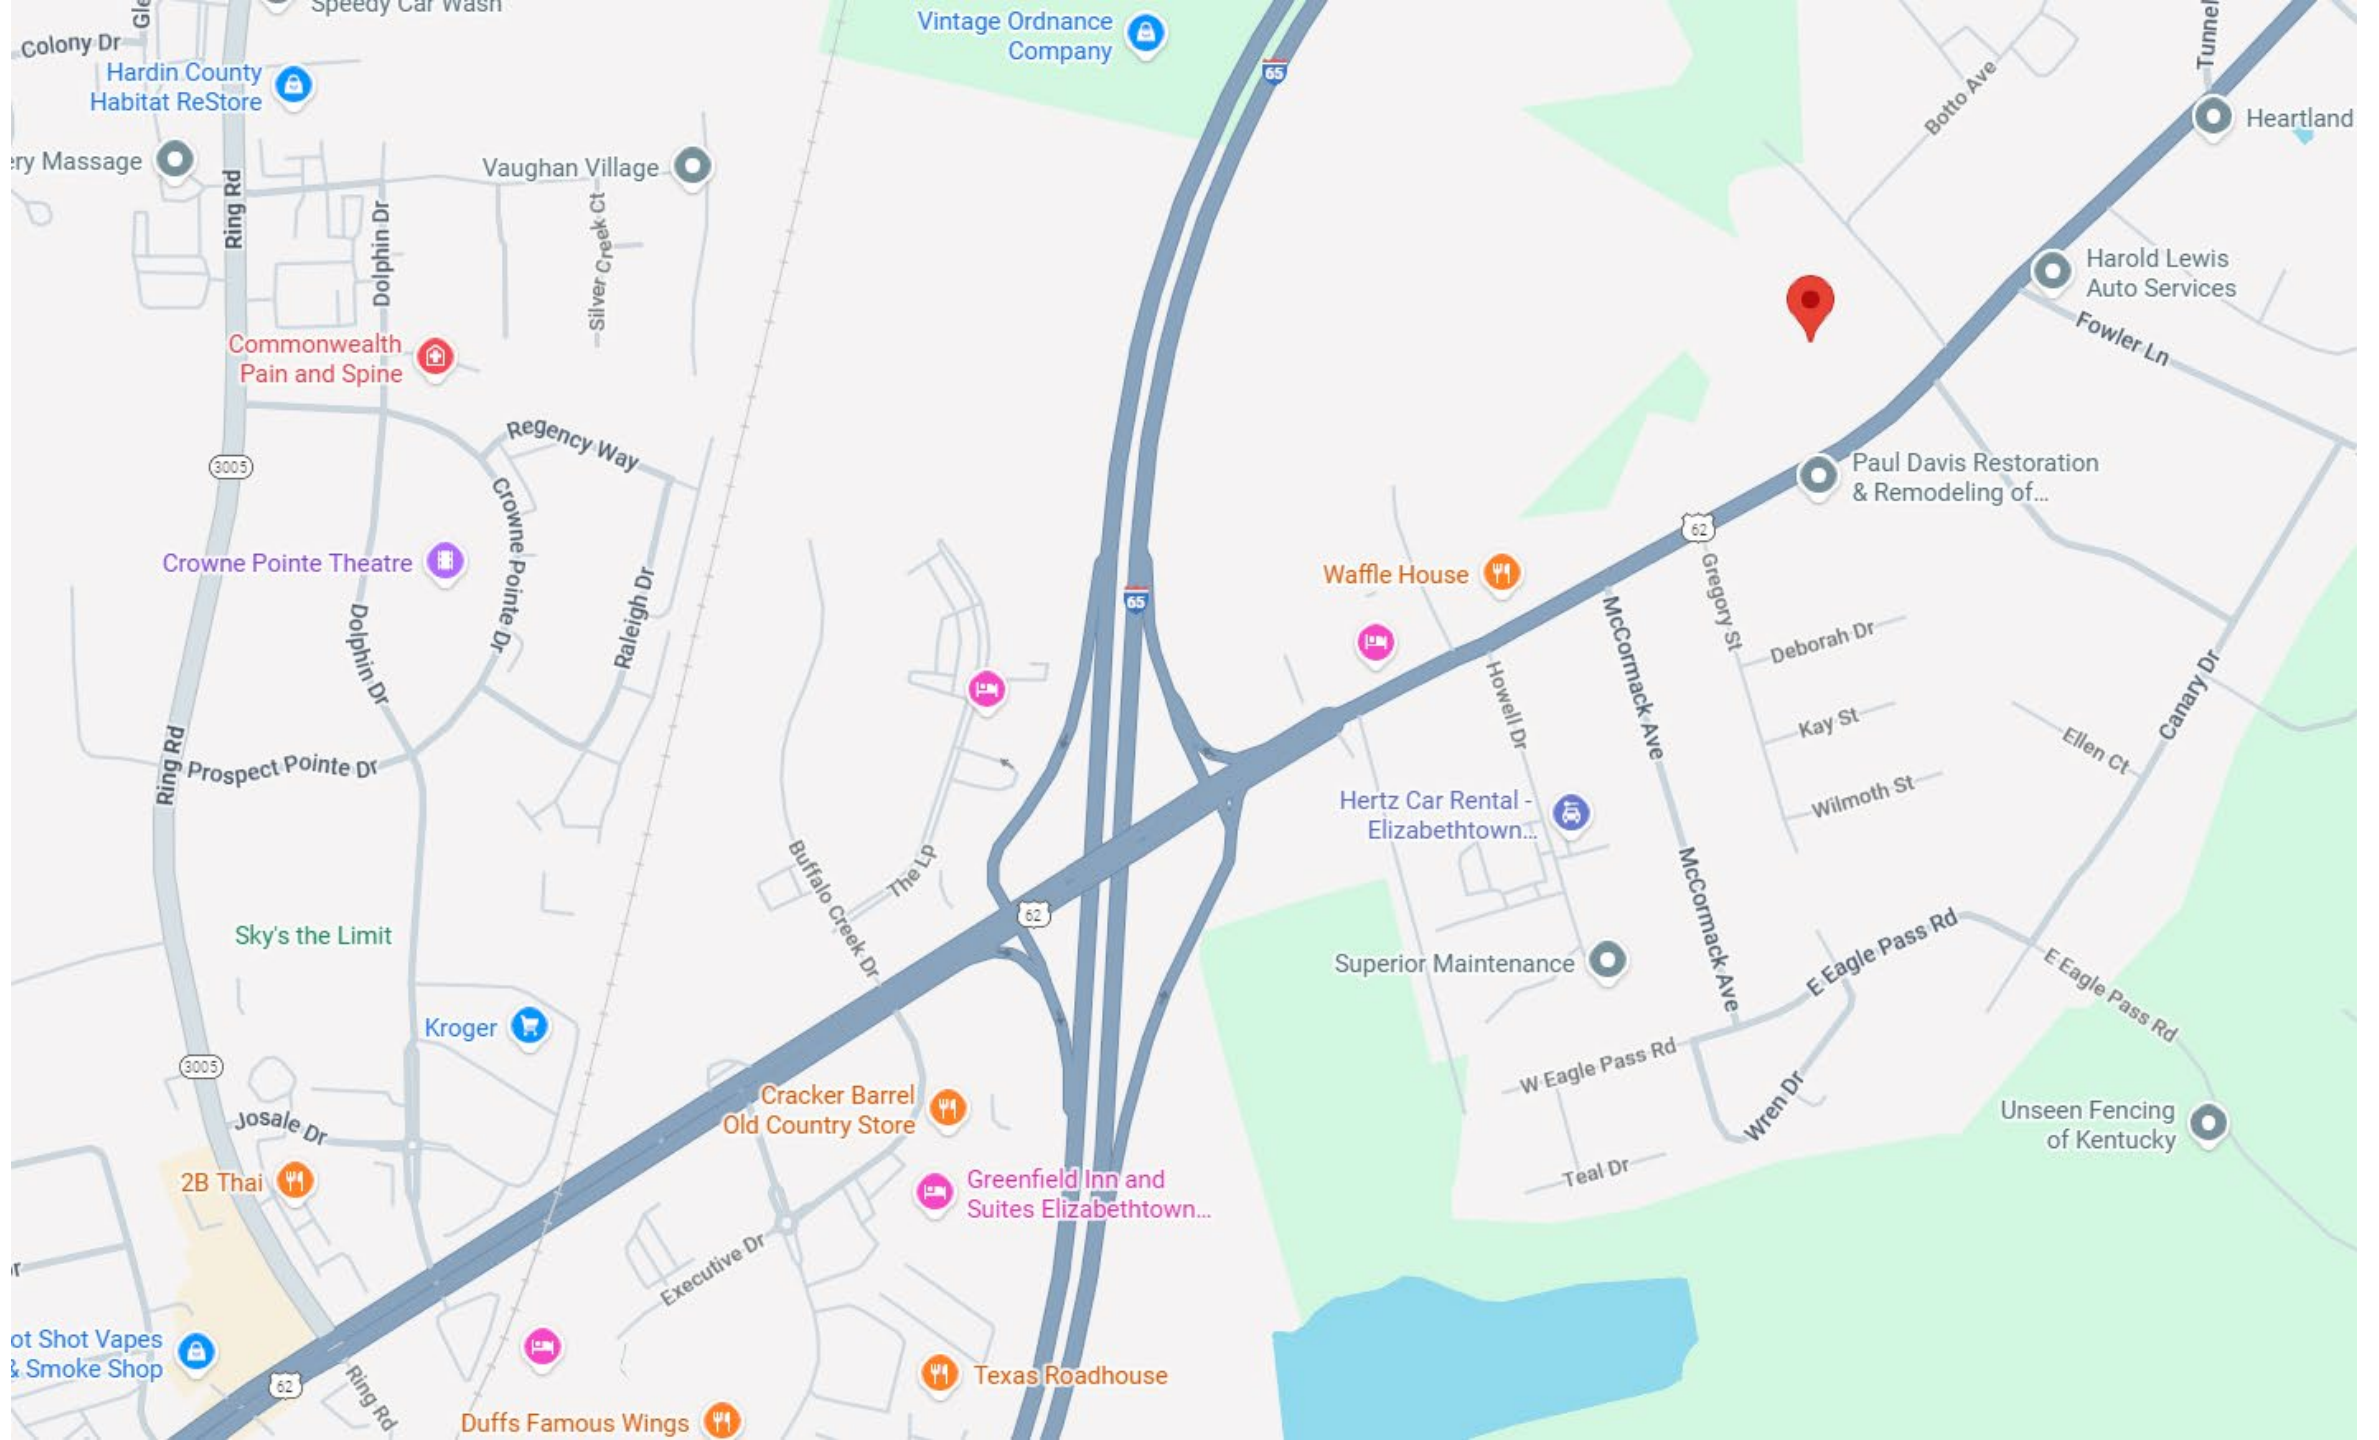 Speedy Car Wash
Colony Dr
Gle
Hardin County
Habitat ReStore
ery Massage
Ring Rd
Dolphin Dr
Vaughan Village
Silver Creek Ct
Vintage Ordnance
Company
65
Botto Ave
Tunnel
Heartland
Harold Lewis
Auto Services
Fowler Ln
Commonwealth
Pain and Spine
Regency Way
3005
Crowne Pointe Theatre
Crowne Pointe Dr
Raleigh Dr
Dolphin Dr
Ring Rd
Prospect Pointe Dr
65
Waffle House
Paul Davis Restoration
& Remodeling of...
62
Gregory St
McCormack Ave
Deborah Dr
Howell Dr
Kay St
Canary Dr
Ellen Ct
Wilmoth St
Hertz Car Rental -
Elizabethtown...
McCormack Ave
Buffalo Creek Dr
The Lp
62
Sky's the Limit
Superior Maintenance
E Eagle Pass Rd
E Eagle Pass Rd
W Eagle Pass Rd
Kroger
3005
Josale Dr
Cracker Barrel
Old Country Store
Wren Dr
Unseen Fencing
of Kentucky
Teal Dr
2B Thai
Greenfield Inn and
Suites Elizabethtown...
Executive Dr
r
ot Shot Vapes
& Smoke Shop
62
Ring Rd
Texas Roadhouse
Duffs Famous Wings